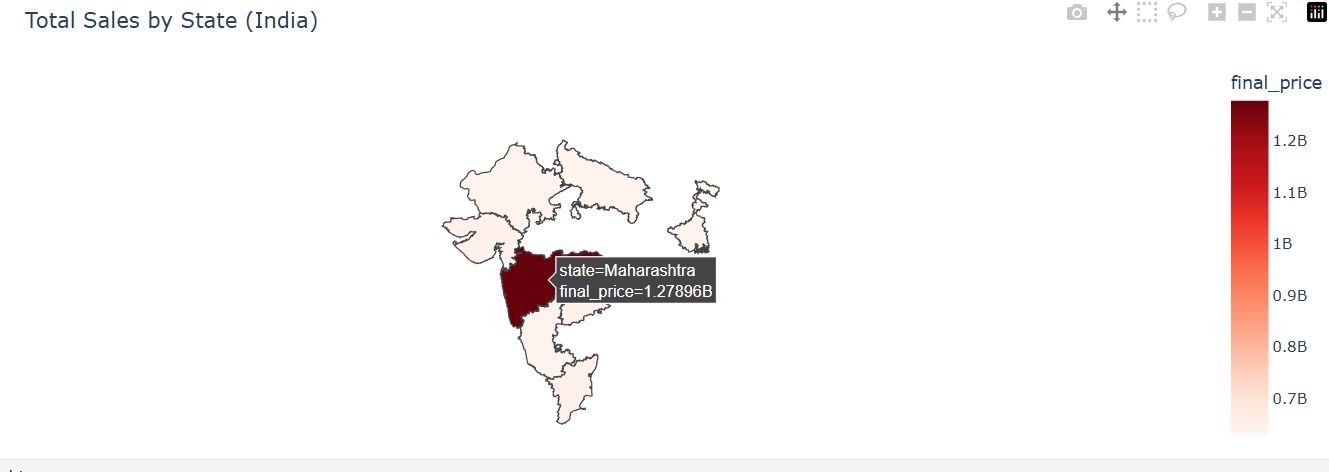 Total Sales by State (India)
final_price
1.2B
1.1B
1B
0.9B
0.8B
0.7B
state=Maharashtra
final_price=1.27896B